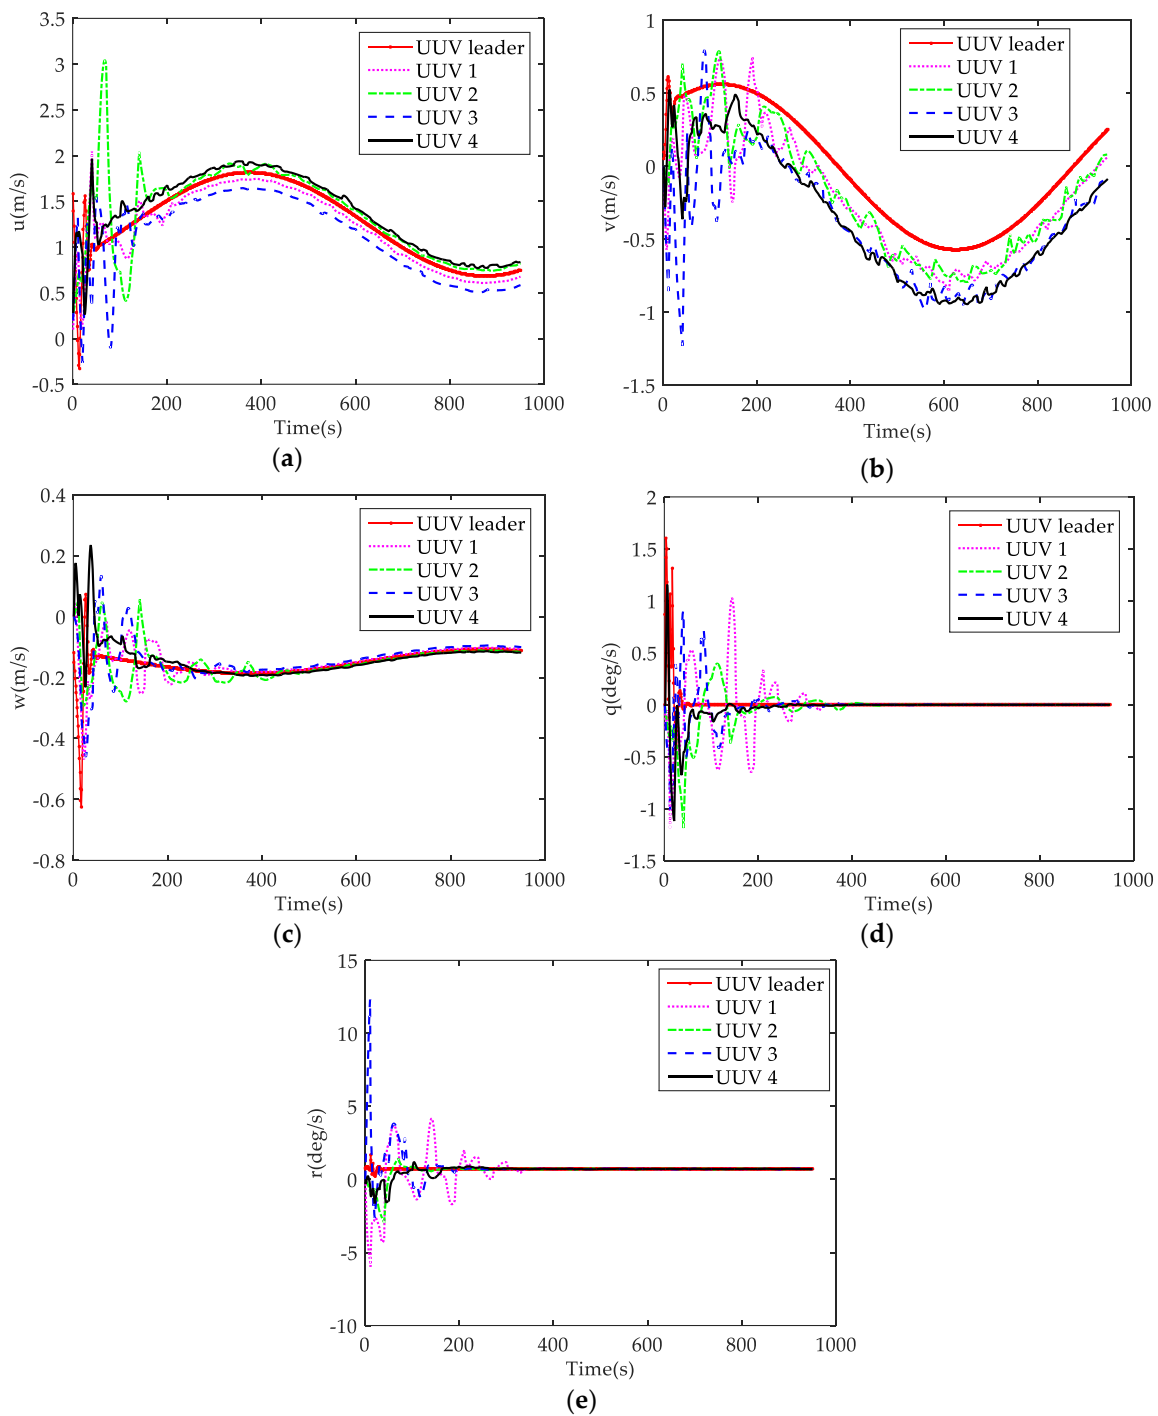 3.5
3
2.5
2
1.5
1
0.5
0
-0.5
u(m/s)
0 200 400 600 800 1000
Time(s)
UUV leader
UUV 1
UUV 2
UUV 3
UUV 4
(a)
1
0.5
0
-0.5
-1
-1.5
v(m/s)
0 200 400 600 800 1000
Time(s)
UUV leader
UUV 1
UUV 2
UUV 3
UUV 4
(b)
0.4
0.2
0
-0.2
-0.4
-0.6
-0.8
w(m/s)
0 200 400 600 800 1000
Time(s)
UUV leader
UUV 1
UUV 2
UUV 3
UUV 4
(c)
2
1.5
1
0.5
0
-0.5
-1
-1.5
q(deg/s)
0 200 400 600 800 1000
Time(s)
UUV leader
UUV 1
UUV 2
UUV 3
UUV 4
(d)
15
10
5
0
-5
-10
r(deg/s)
0 200 400 600 800 1000
Time(s)
UUV leader
UUV 1
UUV 2
UUV 3
UUV 4
(e)